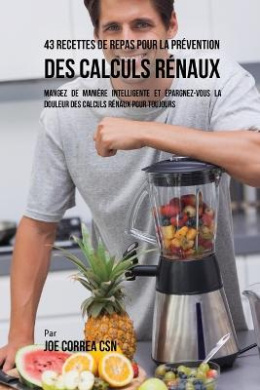 43 RECETTES DE REPAS POUR LA PRÉVENTION
DES CALCULS RÉNAUX
MANGEZ DE MANIÈRE INTELLIGENTE ET ÉPARGNEZ-VOUS LA
DOULEUR DES CALCULS RÉNAUX POUR TOUJOURS
Par
JOE CORREA CSN